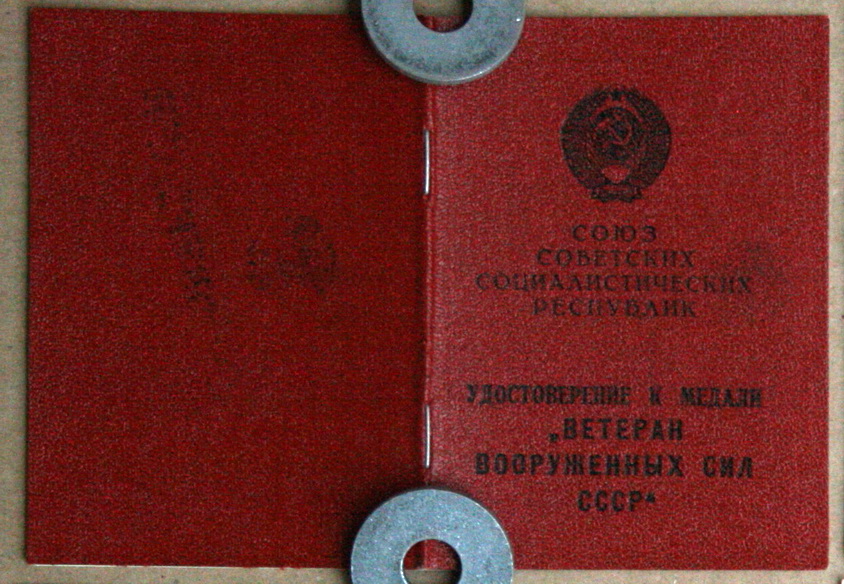 СОЮЗ
СОВЕТСКИХ
СОЦИАЛИСТИЧЕСКИХ
РЕСПУБЛИК
УДОСТОВЕРЕНИЕ К МЕДАЛИ
„ВЕТЕРАН
ВООРУЖЕННЫХ СИЛ
СССР“